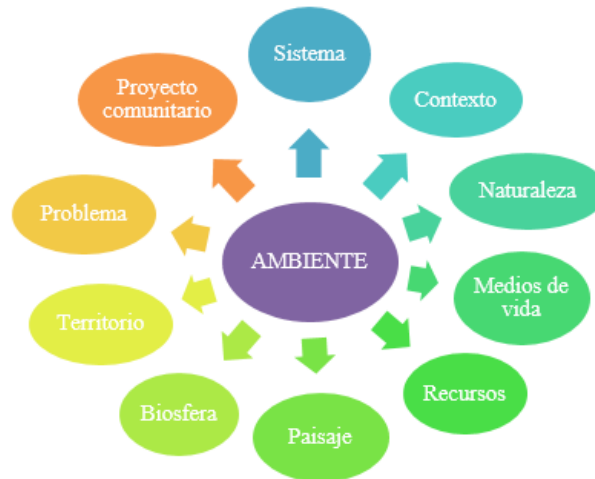 Sistema
Proyecto
comunitario
Contexto
Naturaleza
Problema
AMBIENTE
Medios de
vida
Territorio
Recursos
Biosfera
Paisaje